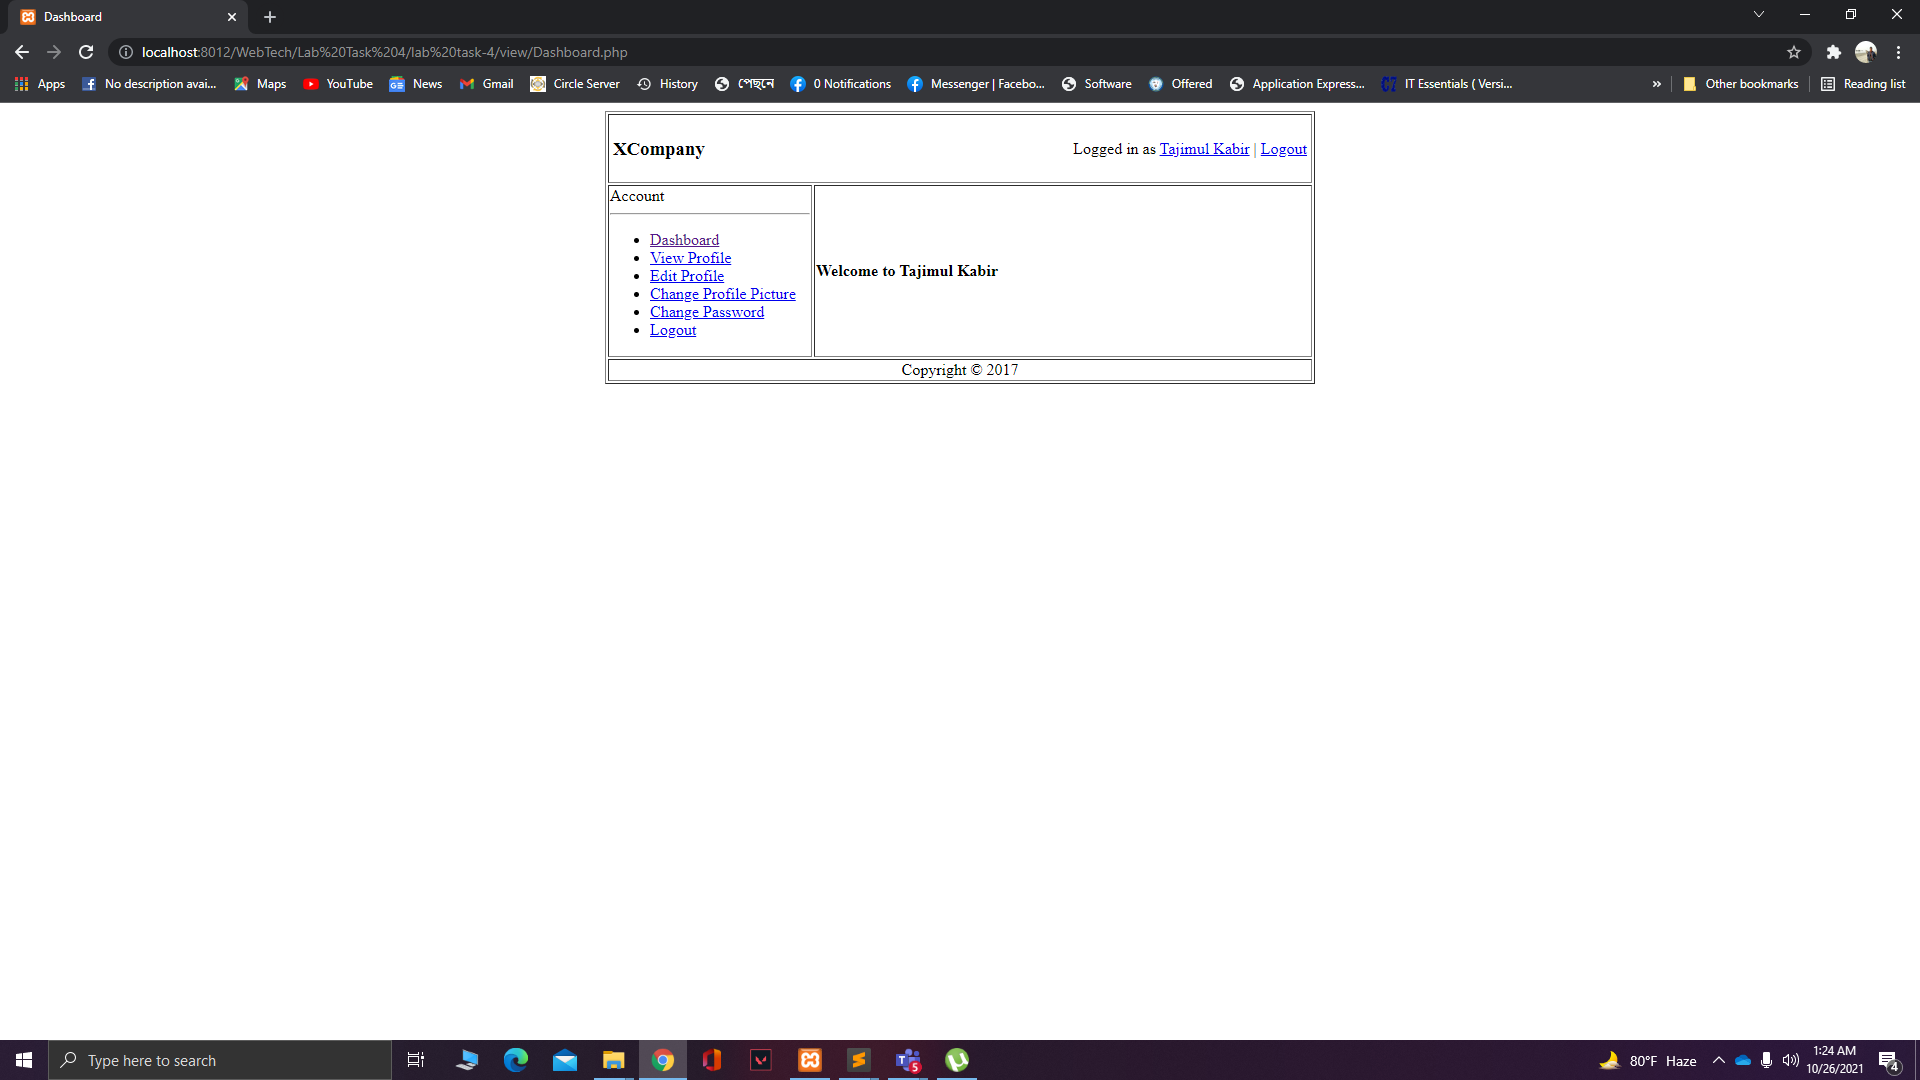 Dashboard
localhost:8012/WebTech/Lab%20Task%204/lab%20task-4/view/Dashboard.php
Apps No description avai... Maps YouTube News Gmail Circle Server History পেছনে 0 Notifications Messenger | Facebo... Software Offered Application Express... IT Essentials ( Versi... » Other bookmarks Reading list
XCompany Logged in as Tajimul Kabir | Logout
Account
Dashboard
View Profile
Edit Profile
Change Profile Picture
Change Password
Logout
Welcome to Tajimul Kabir
Copyright © 2017
Type here to search
5
80°F Haze
1:24 AM
10/26/2021
4